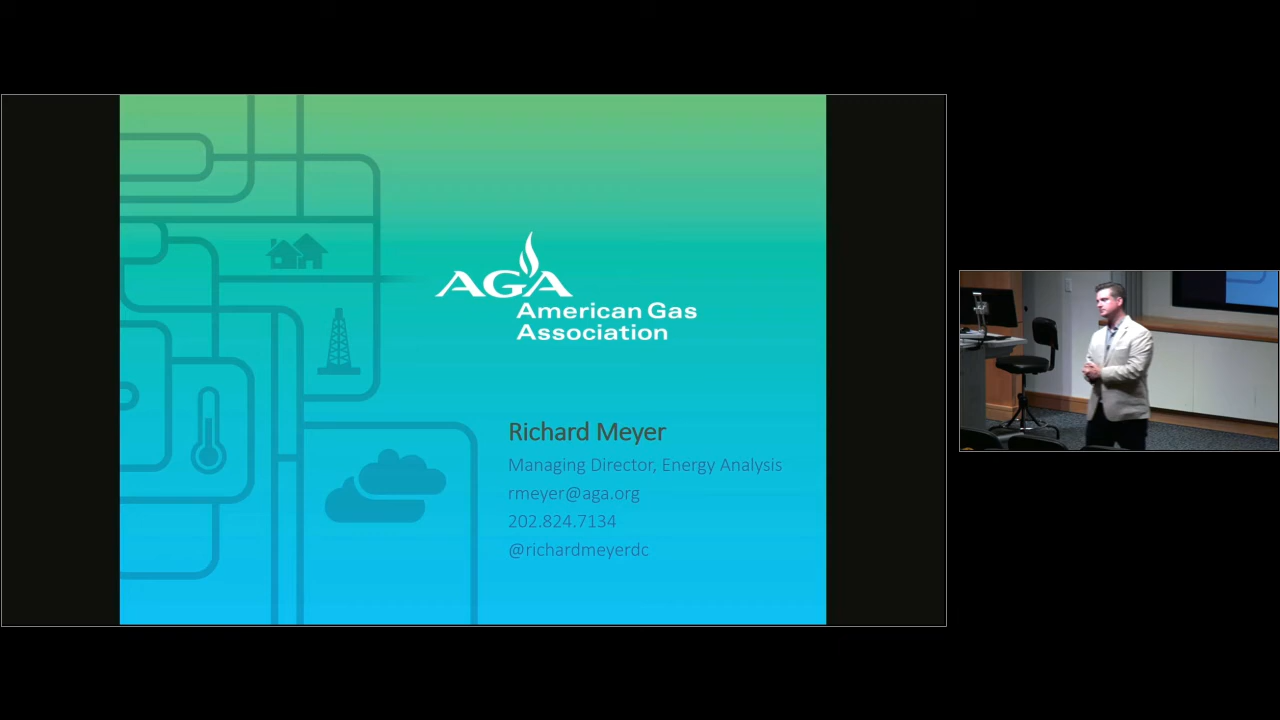 AGA
American Gas
Association
Richard Meyer
Managing Director, Energy Analysis
rmeyer@aga.org
202.824.7134
@richardmeyerdc